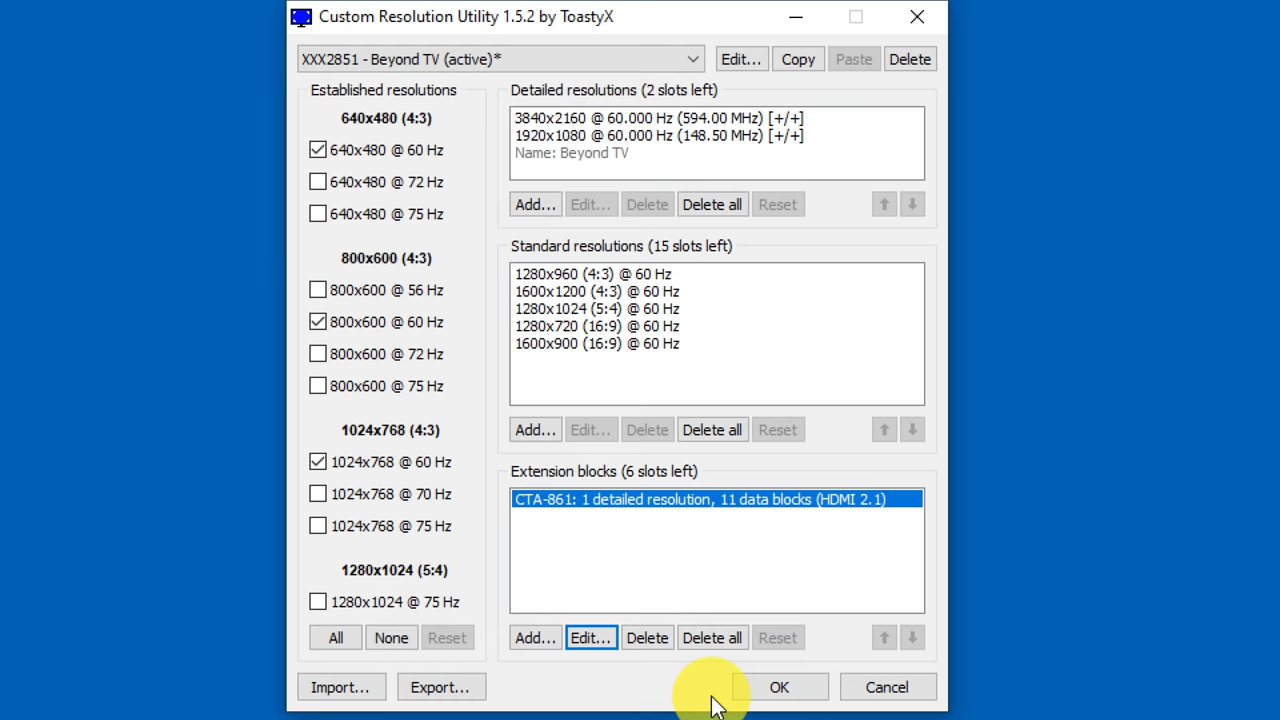 Custom Resolution Utility 1.5.2 by ToastyX
XXX2851 - Beyond TV (active)*
Edit...
Copy
Paste
Delete
Established resolutions
640x480 (4:3)
640x480 @ 60 Hz
640x480 @ 72 Hz
640x480 @ 75 Hz
800x600 (4:3)
800x600 @ 56 Hz
800x600 @ 60 Hz
800x600 @ 72 Hz
800x600 @ 75 Hz
1024x768 (4:3)
1024x768 @ 60 Hz
1024x768 @ 70 Hz
1024x768 @ 75 Hz
1280x1024 (5:4)
1280x1024 @ 75 Hz
All
None
Reset
Detailed resolutions (2 slots left)
3840x2160 @ 60.000 Hz (594.00 MHz) [+/+]
1920x1080 @ 60.000 Hz (148.50 MHz) [+/+]
Name: Beyond TV
Add...
Edit...
Delete
Delete all
Reset
Standard resolutions (15 slots left)
1280x960 (4:3) @ 60 Hz
1600x1200 (4:3) @ 60 Hz
1280x1024 (5:4) @ 60 Hz
1280x720 (16:9) @ 60 Hz
1600x900 (16:9) @ 60 Hz
Add...
Edit...
Delete
Delete all
Reset
Extension blocks (6 slots left)
CTA-861: 1 detailed resolution, 11 data blocks (HDMI 2.1)
Add...
Edit...
Delete
Delete all
Reset
Import...
Export...
OK
Cancel